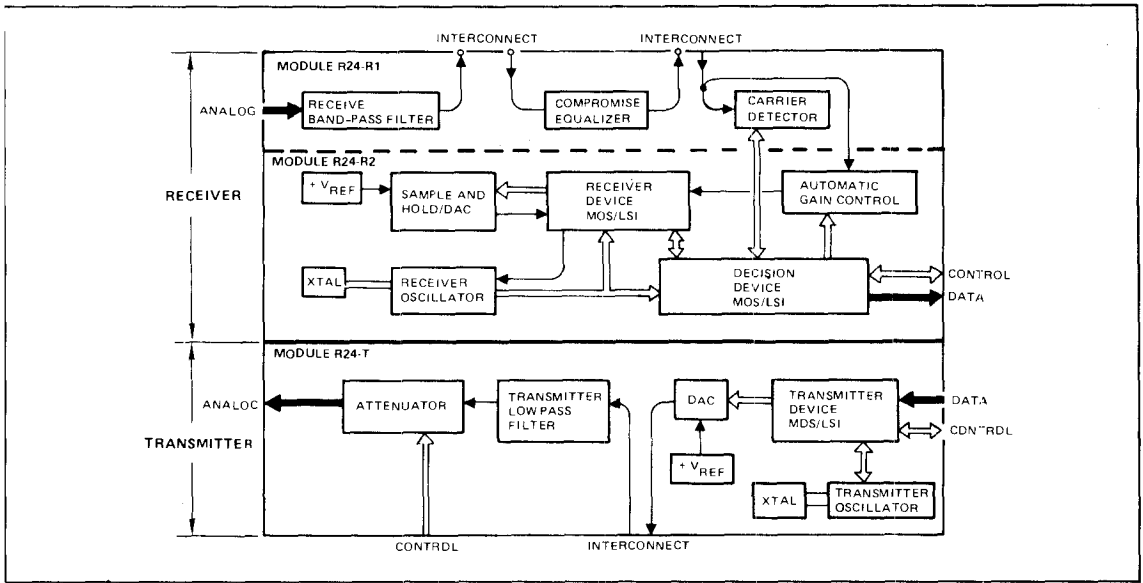 INTERCONNECT
INTERCONNECT
MODULE R24-R1
ANALOG
RECEIVE
BAND-PASS FILTER
COMPROMISE
EQUALIZER
CARRIER
DETECTOR
MODULE R24-R2
RECEIVER
+ VREF
SAMPLE AND
HOLD/DAC
RECEIVER
DEVICE
MOS/LSI
AUTOMATIC
GAIN CONTROL
XTAL
RECEIVER
OSCILLATOR
DECISION
DEVICE
MOS/LSI
CONTROL
DATA
MODULE R24-T
ANALOC
ATTENUATOR
TRANSMITTER
LOW PASS
FILTER
DAC
TRANSMITTER
DEVICE
MDS/LSI
DATA
CDNTRDL
TRANSMITTER
+ VREF
XTAL
TRANSMITTER
OSCILLATOR
CONTRDL
INTERCONNECT